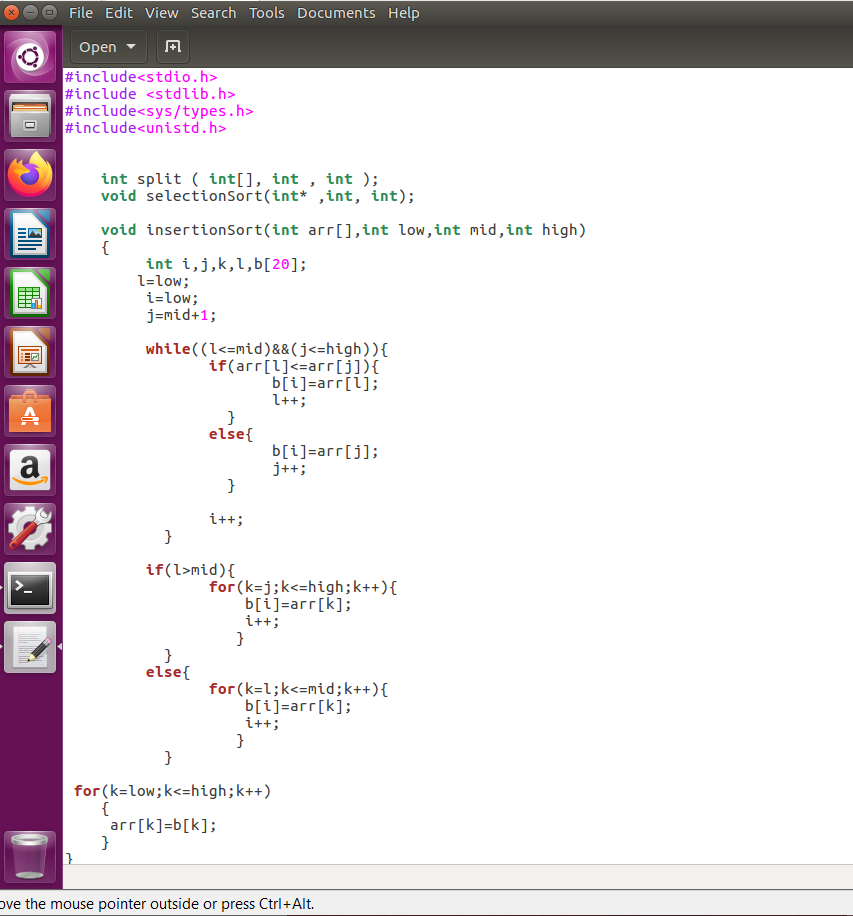 File Edit View Search Tools Documents Help
Open
#include<stdio.h>
#include <stdlib.h>
#include<sys/types.h>
#include<unistd.h>
int split ( int[], int , int );
void selectionSort(int* ,int, int);
void insertionSort(int arr[],int low,int mid,int high)
{
int i,j,k,l,b[20];
l=low;
i=low;
j=mid+1;
while((l<=mid)&&(j<=high)){
if(arr[l]<=arr[j]){
b[i]=arr[l];
l++;
}
else{
b[i]=arr[j];
j++;
}
i++;
}
if(l>mid){
for(k=j;k<=high;k++){
b[i]=arr[k];
i++;
}
}
else{
for(k=l;k<=mid;k++){
b[i]=arr[k];
i++;
}
}
for(k=low;k<=high;k++)
{
arr[k]=b[k];
}
}
ove the mouse pointer outside or press Ctrl+Alt.